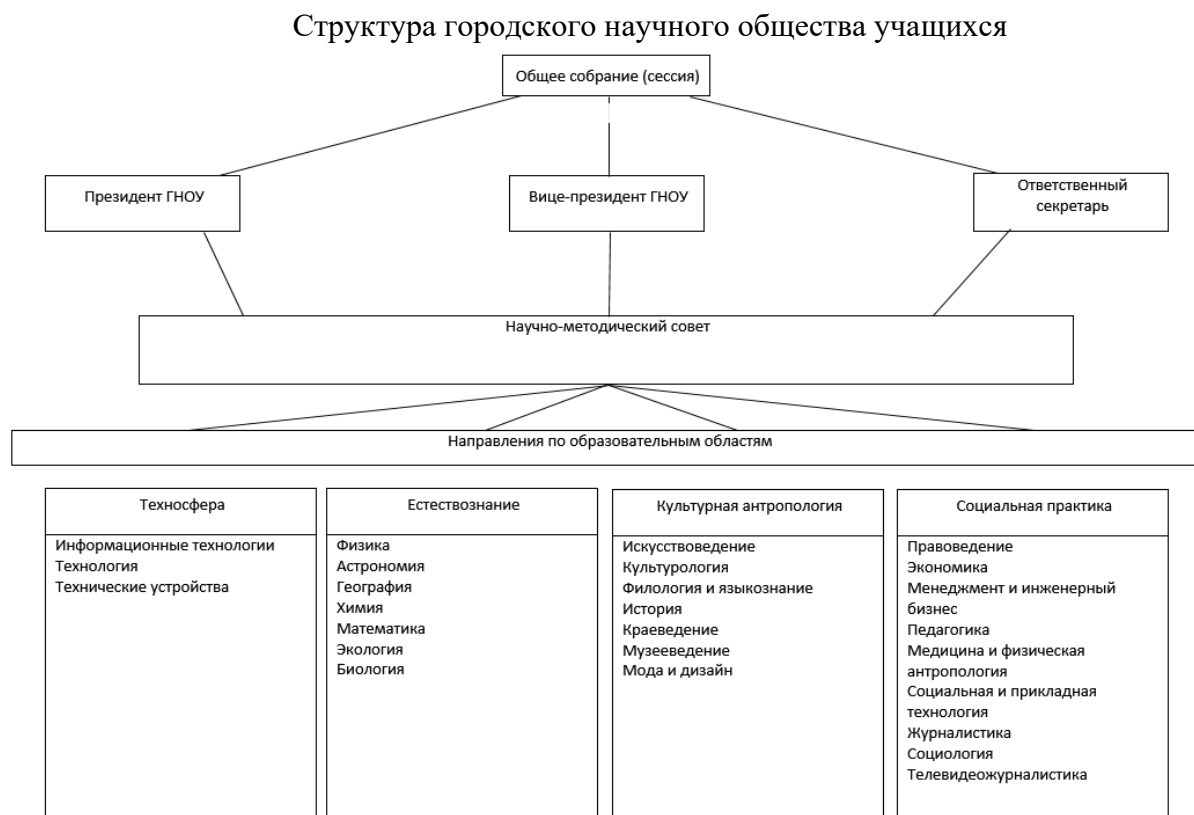 Структура городского научного общества учащихся
Общее собрание (сессия)
Президент ГНОУ
Вице-президент ГНОУ
Ответственный
секретарь
Научно-методический совет
Направления по образовательным областям
Техносфера
Информационные технологии
Технология
Технические устройства
Естествознание
Физика
Астрономия
География
Химия
Математика
Экология
Биология
Культурная антропология
Искусствоведение
Культурология
Филология и языкознание
История
Краеведение
Музееведение
Мода и дизайн
Социальная практика
Правоведение
Экономика
Менеджмент и инженерный
бизнес
Педагогика
Медицина и физическая
антропология
Социальная и прикладная
технология
Журналистика
Социология
Телевидеожурналистика